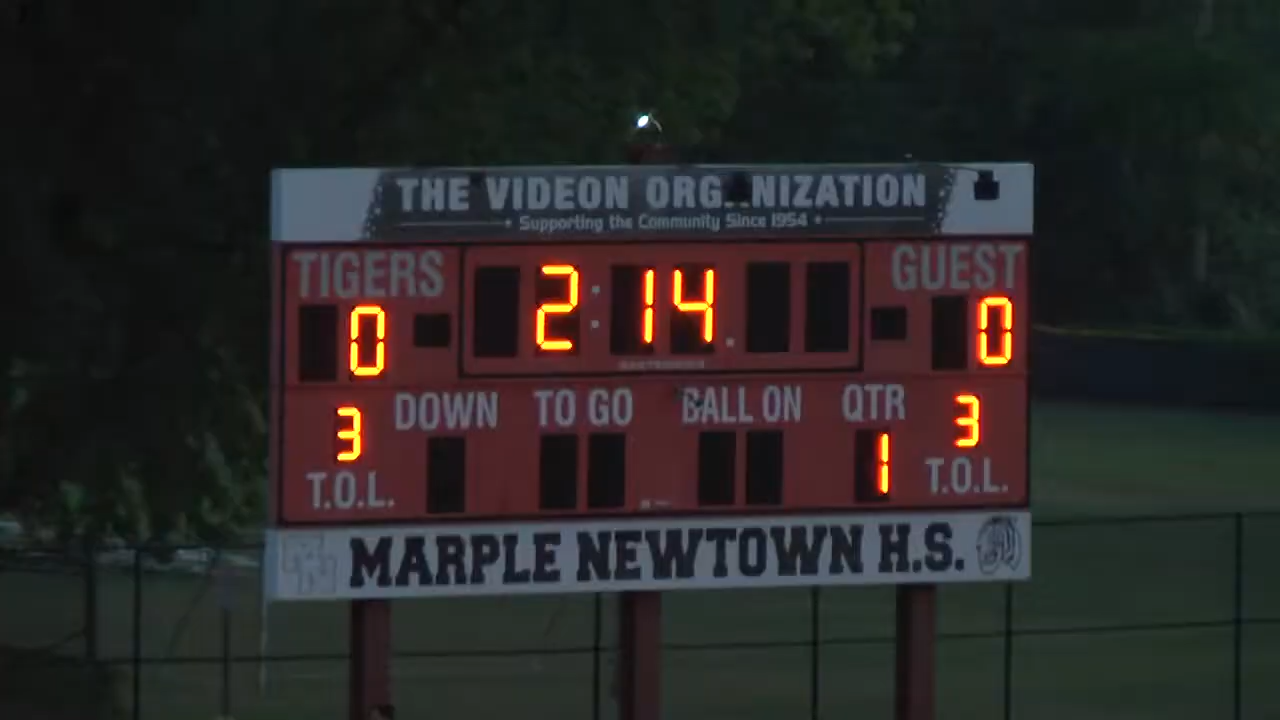 THE VIDEON ORGANIZATION
• Supporting the Community Since 1954 •
TIGERS 2:14 GUEST
0 0
DOWN TO GO BALL ON QTR
3 1 3
T.O.L. T.O.L.
MARPLE NEWTOWN H.S.